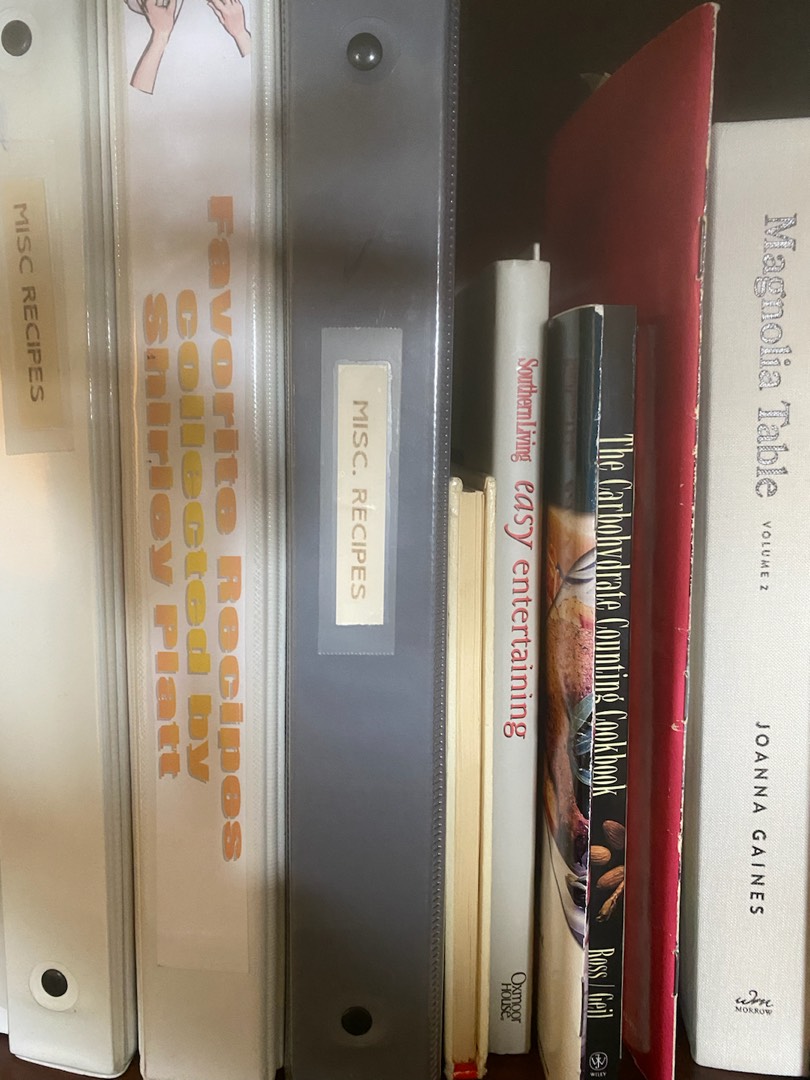 MISC RECIPES
Favorite Recipes
collected by
Shirley Platt
MISC. RECIPES
Southern Living easy entertaining
Oxmoor
House
The Carbohydrate Counting Cookbook
Ross / Geil
WILEY
Magnolia Table
VOLUME 2
JOANNA GAINES
wm
MORROW